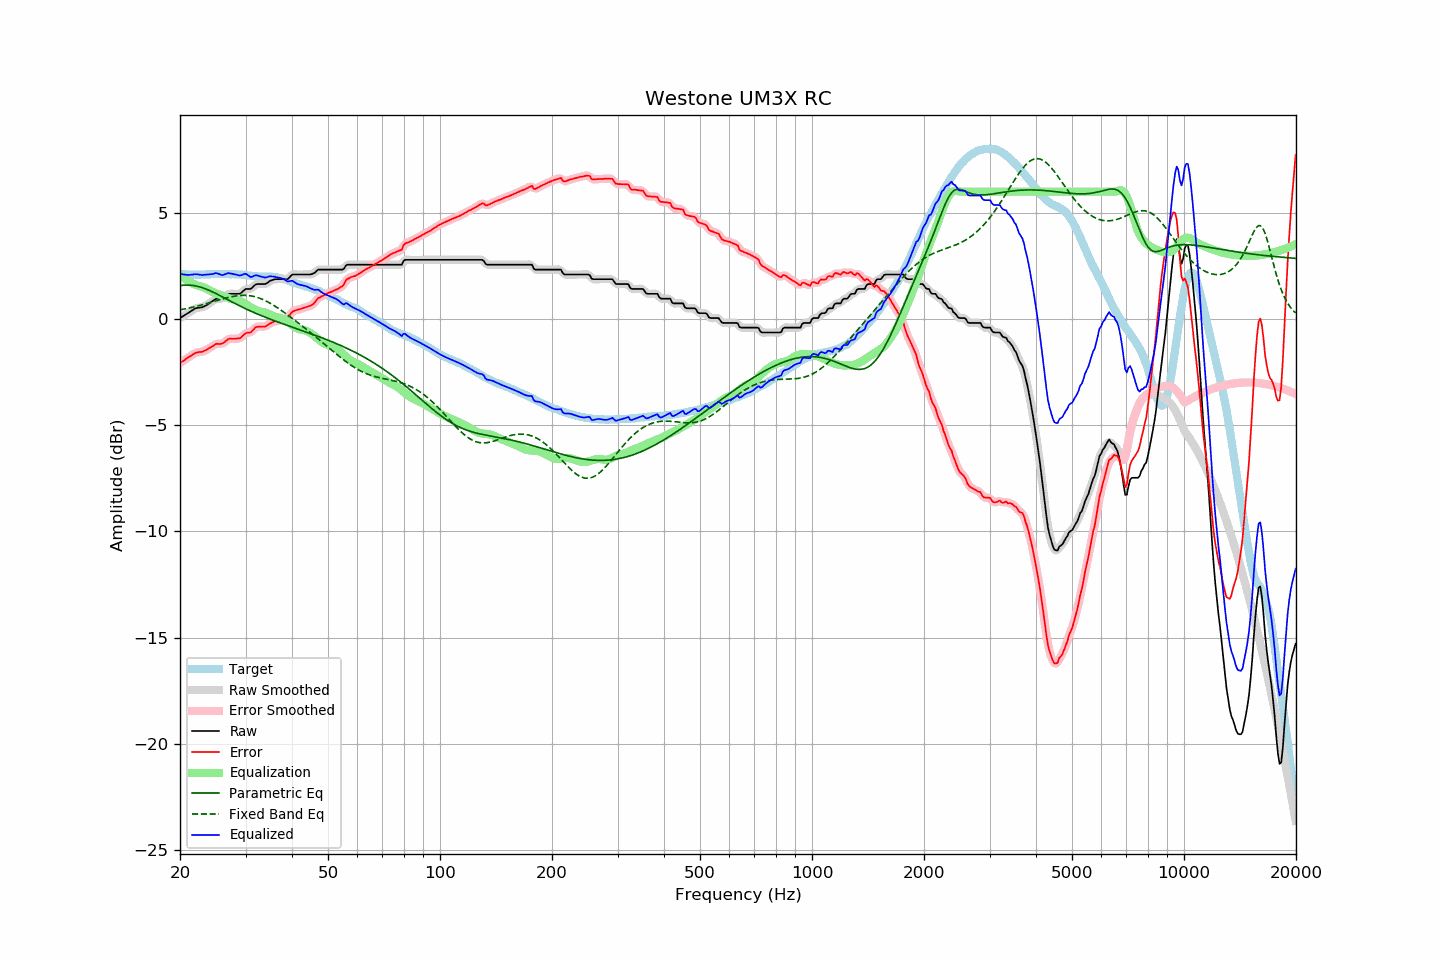 Westone UM3X RC
Amplitude (dBr)
5
0
−5
−10
−15
−20
−25
Target
Raw Smoothed
Error Smoothed
Raw
Error
Equalization
Parametric Eq
Fixed Band Eq
Equalized
20 50 100 200 500 1000 2000 5000 10000 20000
Frequency (Hz)